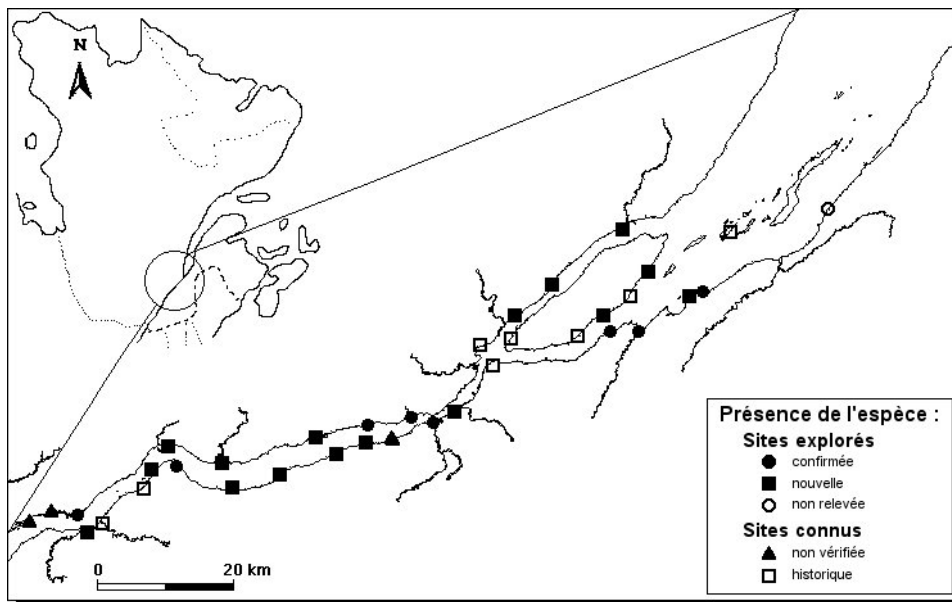 N
Présence de l'espèce :
Sites explorés
confirmée
nouvelle
non relevée
Sites connus
non vérifiée
historique
0 20 km